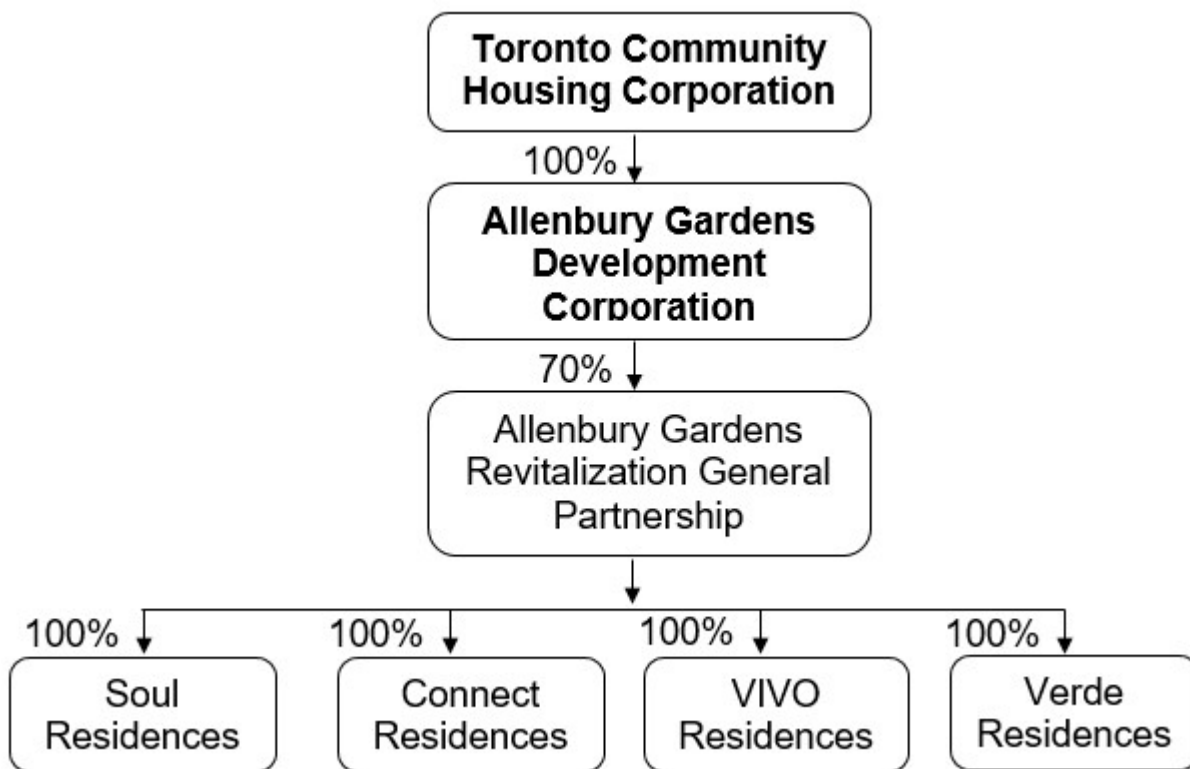 Toronto Community
Housing Corporation
100%
Allenbury Gardens
Development
Corporation
70%
Allenbury Gardens
Revitalization General
Partnership
100%
100%
100%
100%
Soul
Residences
Connect
Residences
VIVO
Residences
Verde
Residences